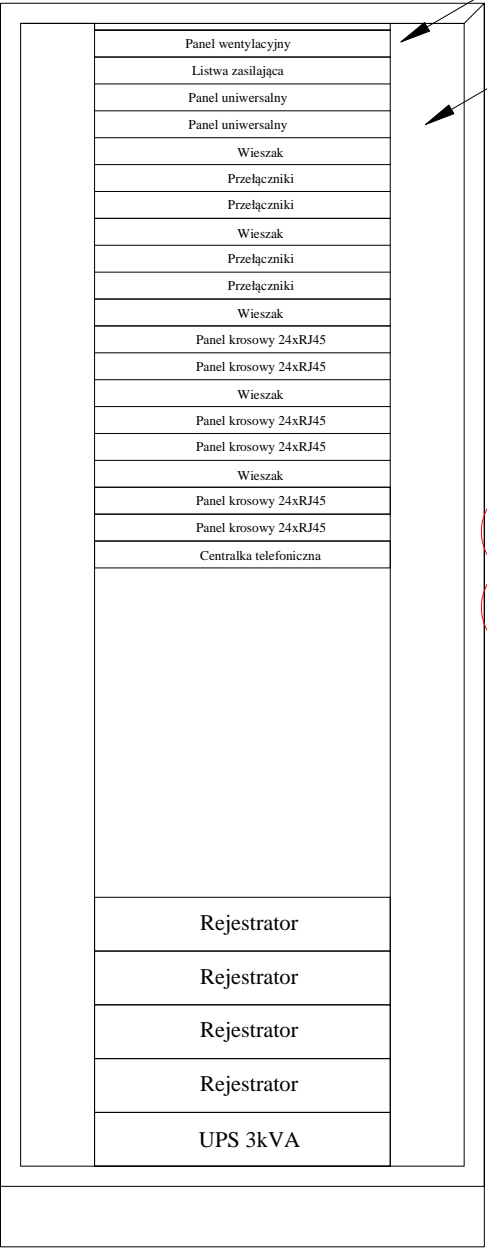 Panel wentylacyjny
Listwa zasilająca
Panel uniwersalny
Panel uniwersalny
Wieszak
Przełączniki
Przełączniki
Wieszak
Przełączniki
Przełączniki
Wieszak
Panel krosowy 24xRJ45
Panel krosowy 24xRJ45
Wieszak
Panel krosowy 24xRJ45
Panel krosowy 24xRJ45
Wieszak
Panel krosowy 24xRJ45
Panel krosowy 24xRJ45
Centralka telefoniczna
Rejestrator
Rejestrator
Rejestrator
Rejestrator
UPS 3kVA